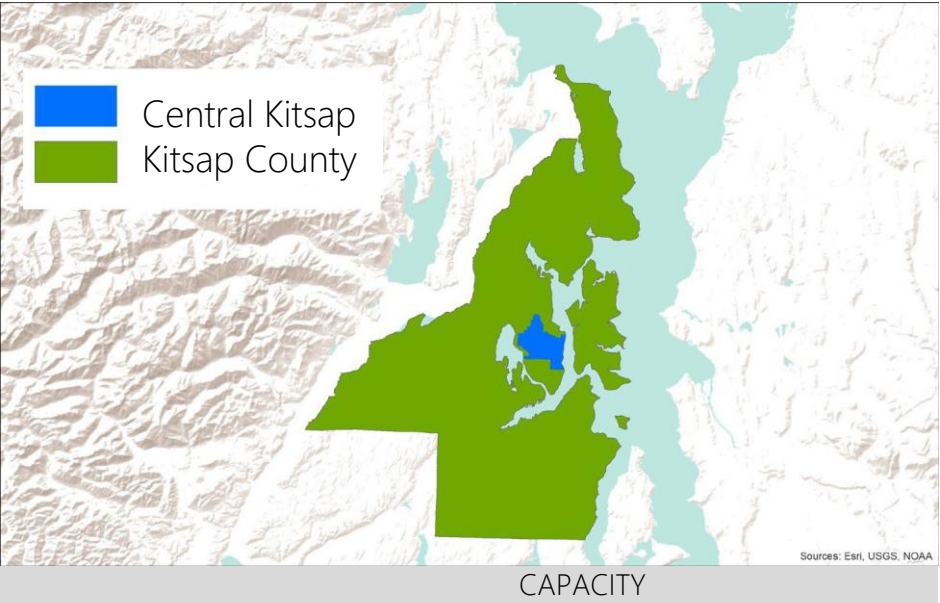 Central Kitsap
Kitsap County
Sources: Esri, USGS, NOAA
CAPACITY